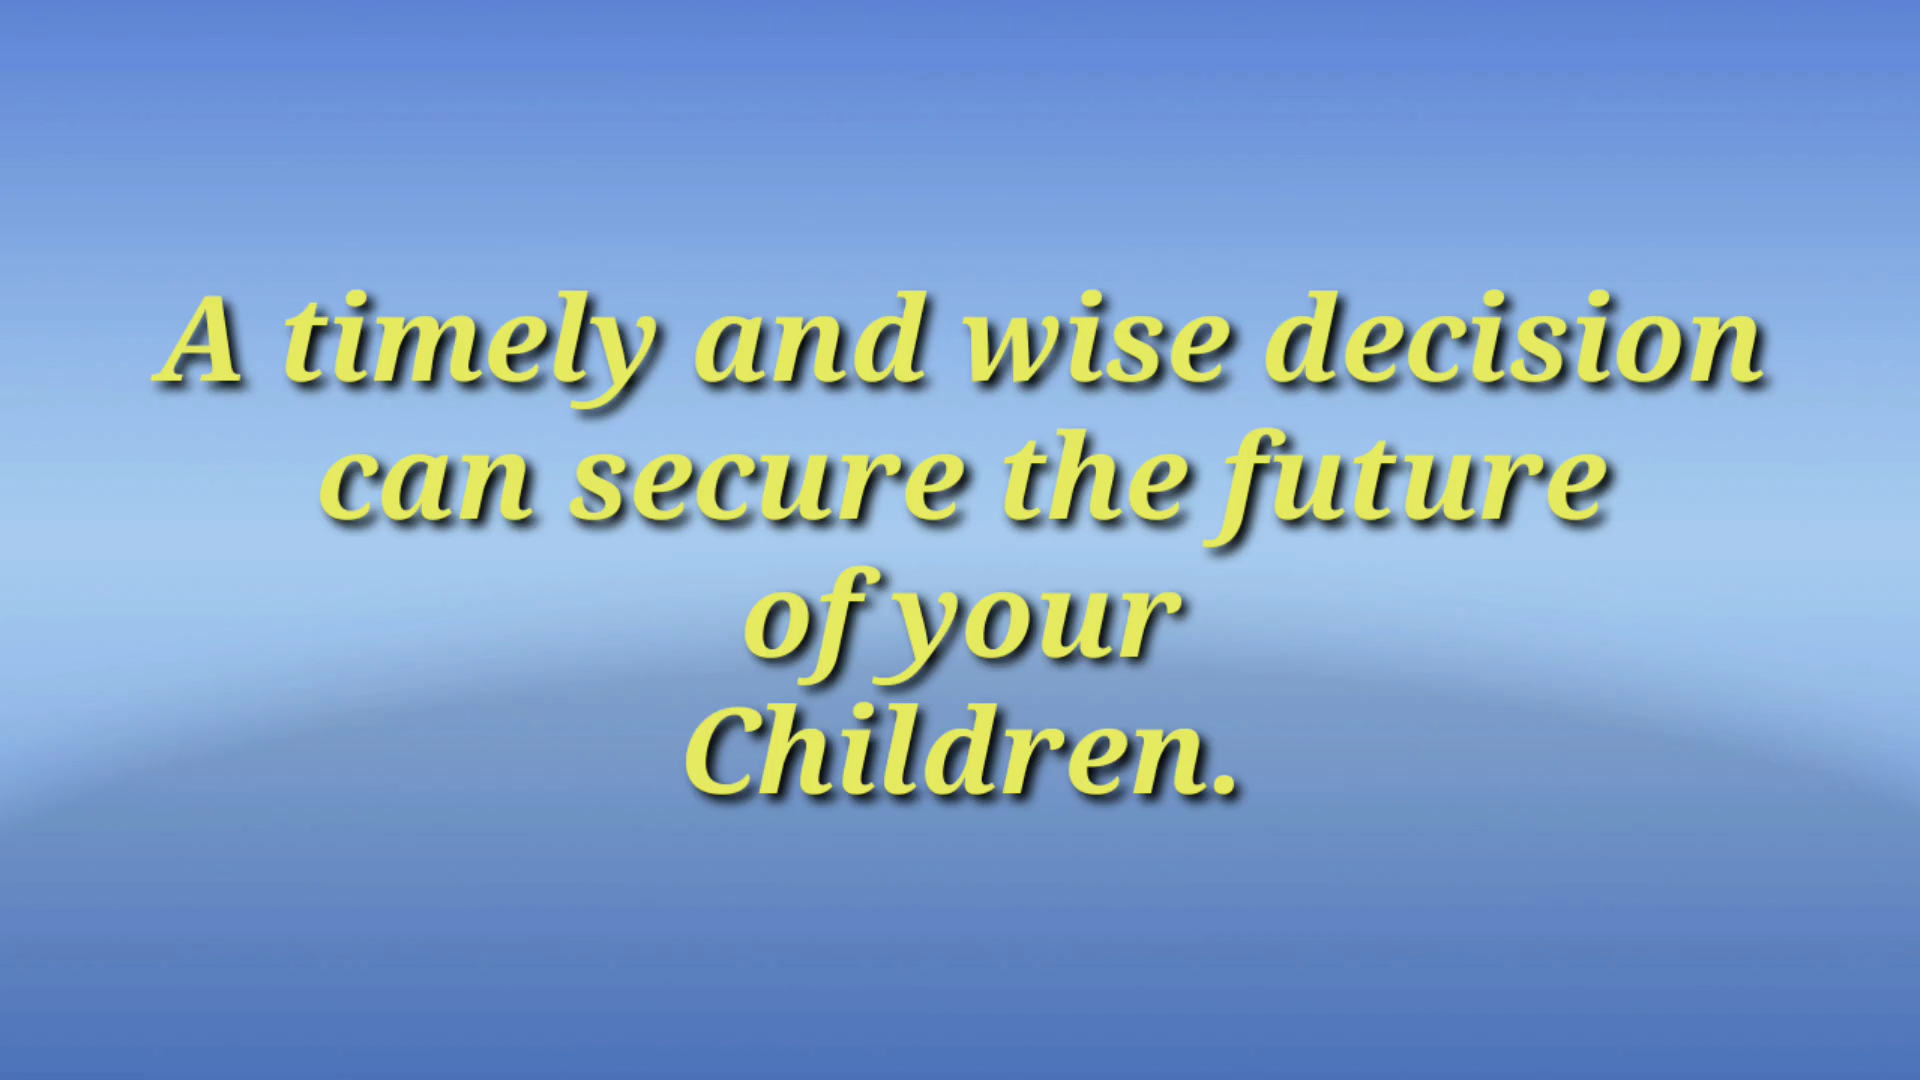 A timely and wise decision
can secure the future
of your
Children.